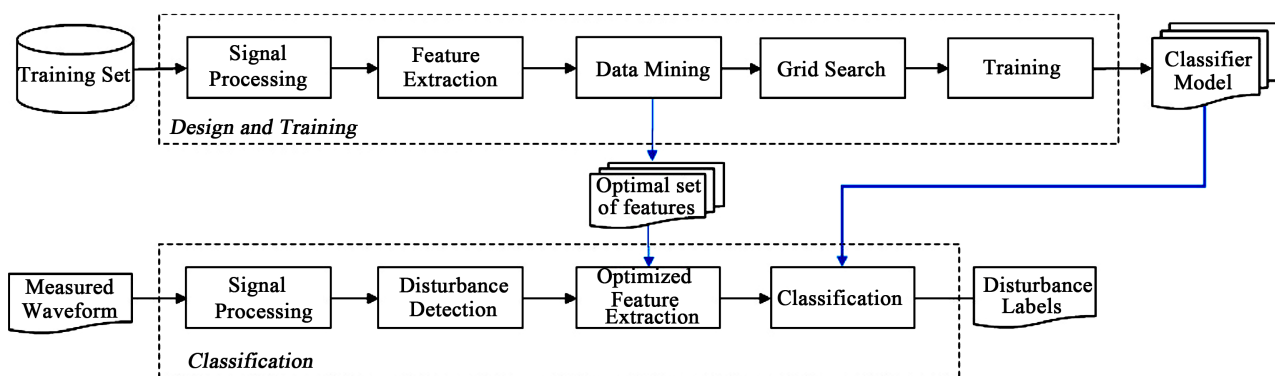 Training Set
Signal
Processing
Feature
Extraction
Data Mining
Grid Search
Training
Classifier
Model
Design and Training
Optimal set
of features
Measured
Waveform
Signal
Processing
Disturbance
Detection
Optimized
Feature
Extraction
Classification
Disturbance
Labels
Classification